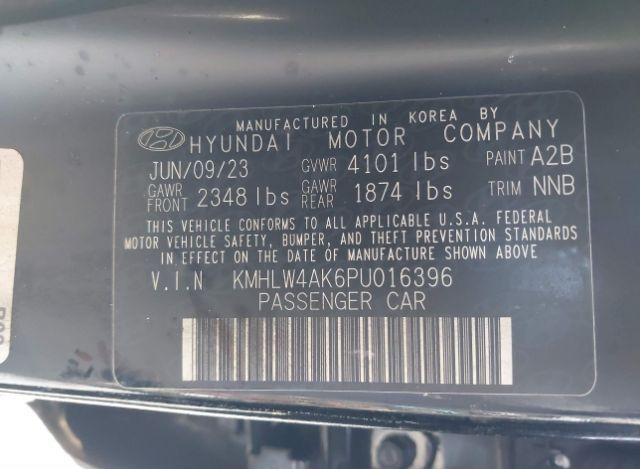 MANUFACTURED IN KOREA BY
HYUNDAI MOTOR COMPANY
JUN/09/23 GVWR 4101 lbs PAINT A2B
GAWR FRONT 2348 lbs GAWR REAR 1874 lbs TRIM NNB
THIS VEHICLE CONFORMS TO ALL APPLICABLE U.S.A. FEDERAL
MOTOR VEHICLE SAFETY, BUMPER, AND THEFT PREVENTION STANDARDS
IN EFFECT ON THE DATE OF MANUFACTURE SHOWN ABOVE
V.I.N KMHLW4AK6PU016396
PASSENGER CAR